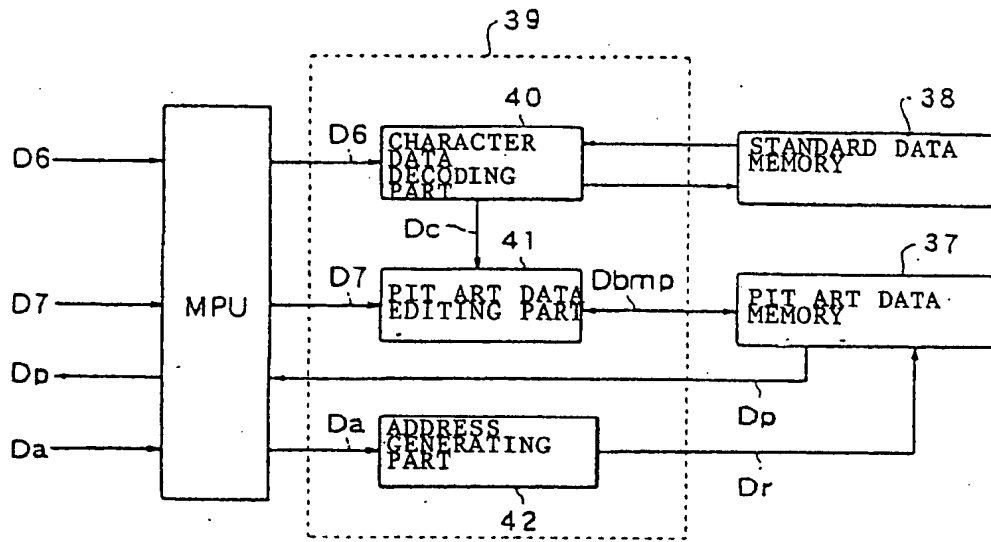 39
40
38
D6
D6
CHARACTER
DATA
DECODING
PART
STANDARD DATA
MEMORY
Dc
41
37
D7
D7
Dbmp
MPU
PIT ART DATA
EDITING PART
PIT ART DATA
MEMORY
Dp
Dp
Da
Da
ADDRESS
GENERATING
PART
Dr
42